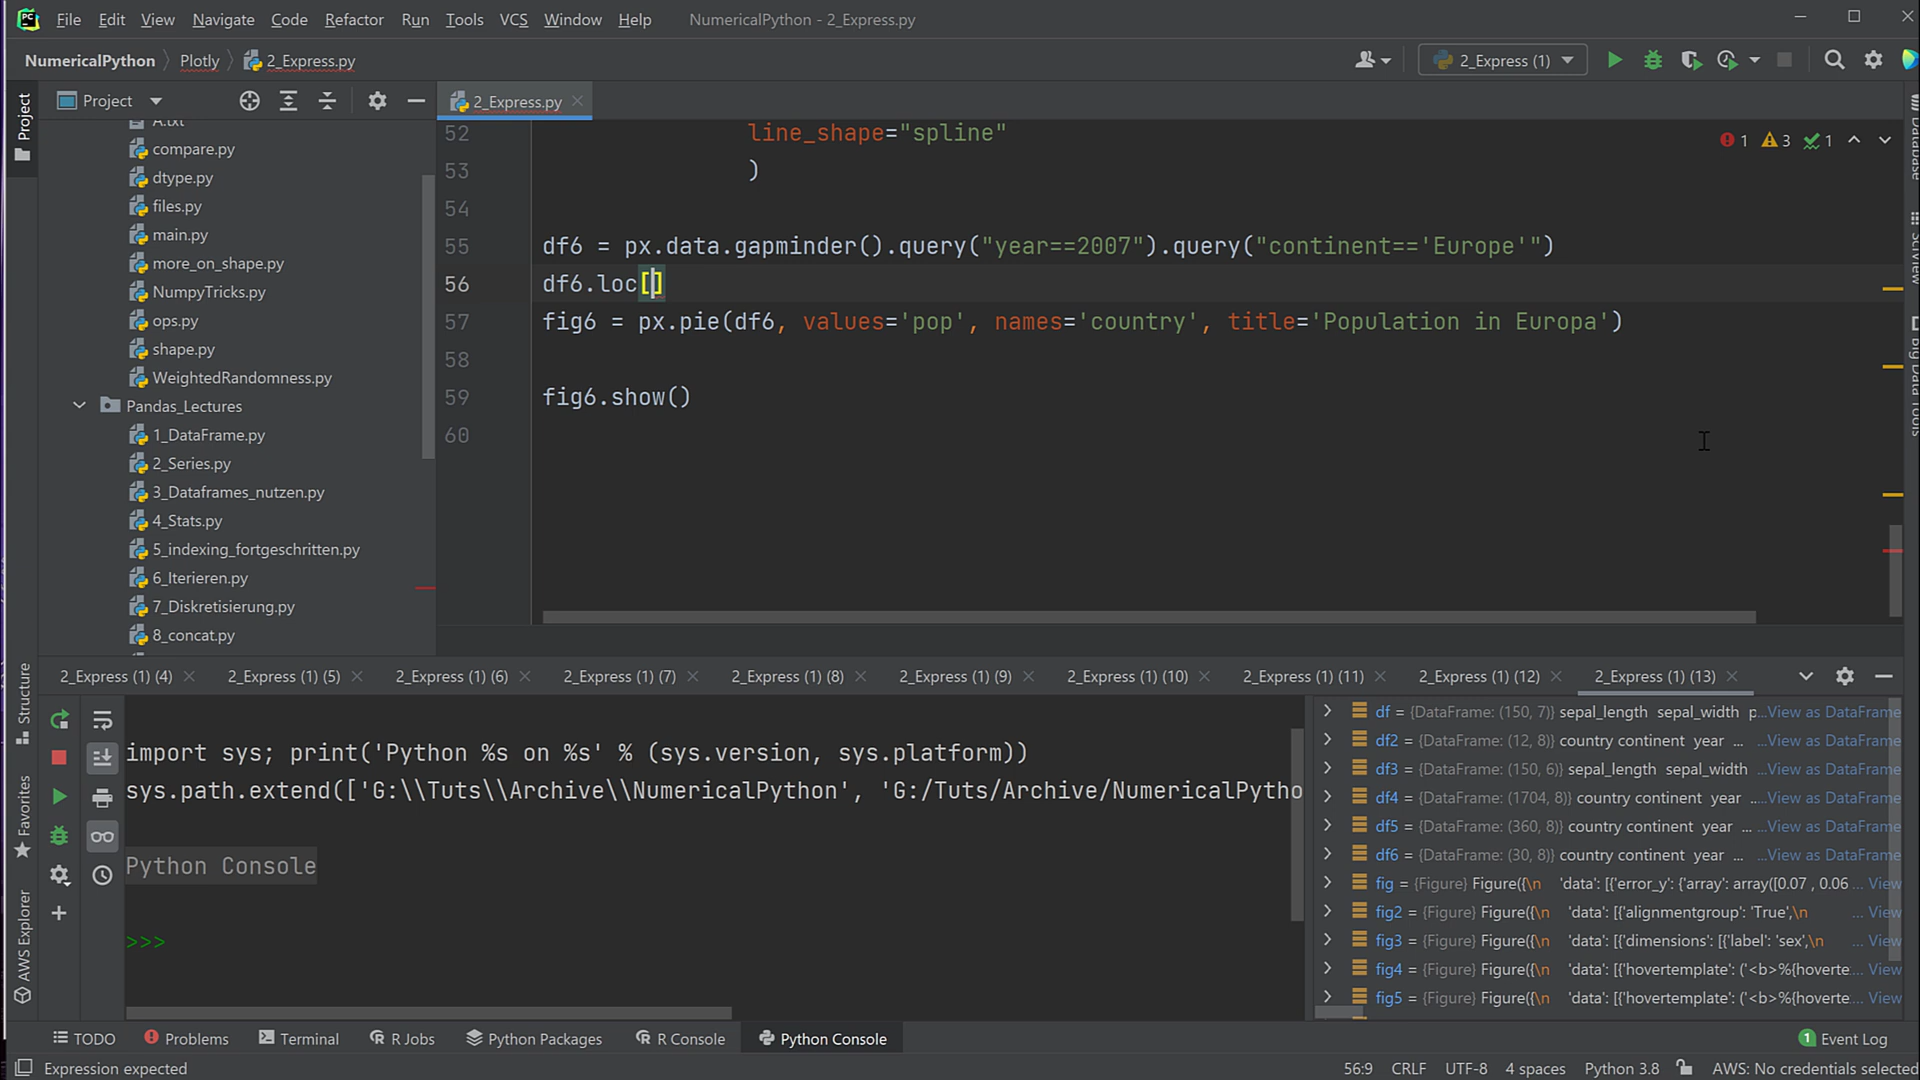 File Edit View Navigate Code Refactor Run Tools VCS Window Help NumericalPython - 2_Express.py
NumericalPython Plotly 2_Express.py 2_Express (1)
Project 2_Express.py
Project
A.txt
compare.py
dtype.py
files.py
main.py
more_on_shape.py
NumpyTricks.py
ops.py
shape.py
WeightedRandomness.py
Pandas_Lectures
1_DataFrame.py
2_Series.py
3_Dataframes_nutzen.py
4_Stats.py
5_indexing_fortgeschritten.py
6_Iterieren.py
7_Diskretisierung.py
8_concat.py
1 3 1
52 line_shape="spline"
53 )
54
55 df6 = px.data.gapminder().query("year==2007").query("continent=='Europe'")
56 df6.loc[]
57 fig6 = px.pie(df6, values='pop', names='country', title='Population in Europa')
58
59 fig6.show()
60
Database
SciView
Big Data Tools
Structure
Favorites
AWS Explorer
2_Express (1) (4) 2_Express (1) (5) 2_Express (1) (6) 2_Express (1) (7) 2_Express (1) (8) 2_Express (1) (9) 2_Express (1) (10) 2_Express (1) (11) 2_Express (1) (12) 2_Express (1) (13)
import sys; print('Python %s on %s' % (sys.version, sys.platform))
sys.path.extend(['G:\\Tuts\\Archive\\NumericalPython', 'G:/Tuts/Archive/NumericalPytho
Python Console
>>>
df = {DataFrame: (150, 7)} sepal_length sepal_width p...View as DataFrame
df2 = {DataFrame: (12, 8)} country continent year ...View as DataFrame
df3 = {DataFrame: (150, 6)} sepal_length sepal_width ...View as DataFrame
df4 = {DataFrame: (1704, 8)} country continent year ...View as DataFrame
df5 = {DataFrame: (360, 8)} country continent year ...View as DataFrame
df6 = {DataFrame: (30, 8)} country continent year ...View as DataFrame
fig = {Figure} Figure({\n 'data': [{'error_y': {'array': array([0.07 , 0.06 ... View
fig2 = {Figure} Figure({\n 'data': [{'alignmentgroup': 'True',\n ... View
fig3 = {Figure} Figure({\n 'data': [{'dimensions': [{'label': 'sex',\n ... View
fig4 = {Figure} Figure({\n 'data': [{'hovertemplate': ('<b>%{hoverte... View
fig5 = {Figure} Figure({\n 'data': [{'hovertemplate': ('<b>%{hoverte... View
TODO Problems Terminal R Jobs Python Packages R Console Python Console 1 Event Log
Expression expected 56:9 CRLF UTF-8 4 spaces Python 3.8 AWS: No credentials selected